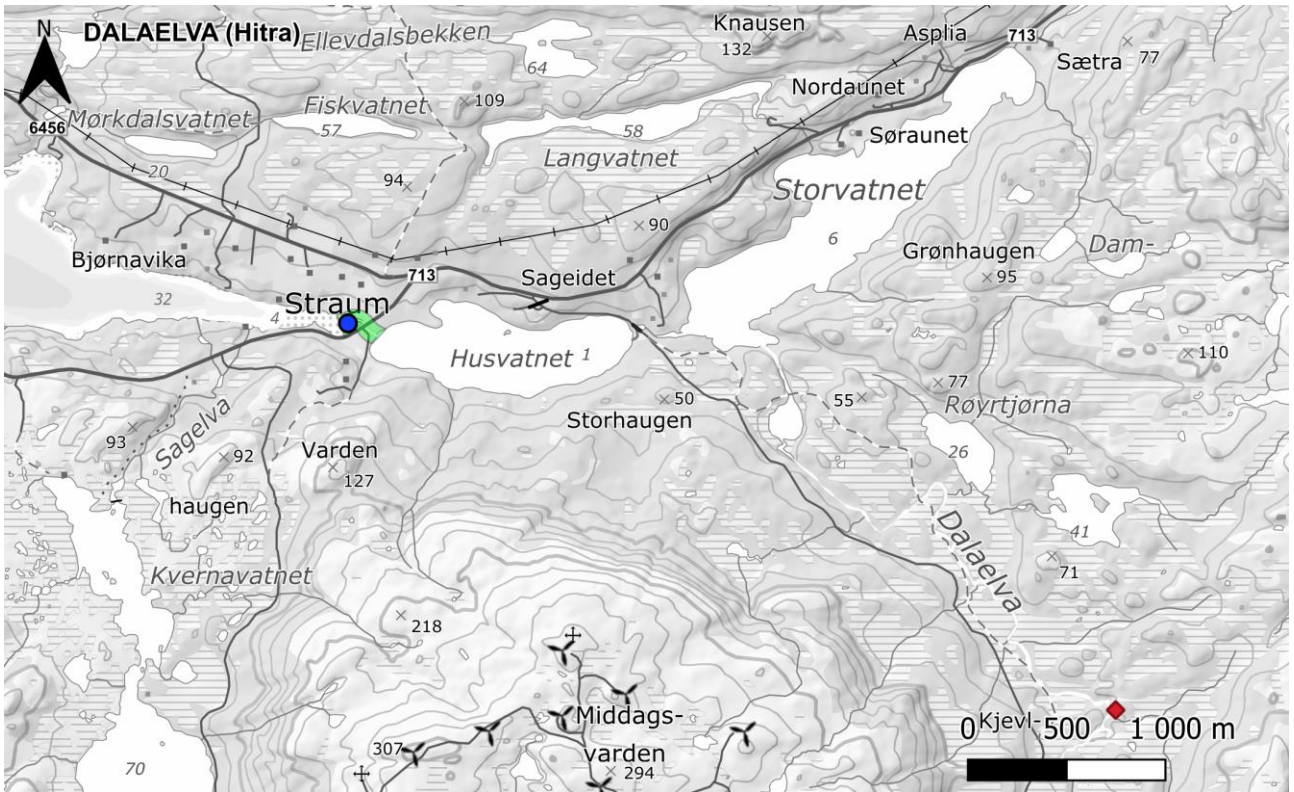 N
DALAELVA (Hitra)
Ellevdalsbekken
Knausen
132
Asplia
713
Sætra
77
64
Nordaunet
Mørkdalsvatnet
Fiskvatnet
109
57
58
6456
Langvatnet
Søraunet
20
94
Storvatnet
90
6
Grønhaugen
Dam-
95
Bjørnavika
713
Sageidet
32
Straum
4
Husvatnet 1
110
77
50
55
Røyrtjørna
Storhaugen
Sagelva
93
92
Varden
127
26
haugen
41
Dalaelva
71
Kvernavatnet
218
Middags-
varden
307
294
70
Kjevl-
0 500 1 000 m